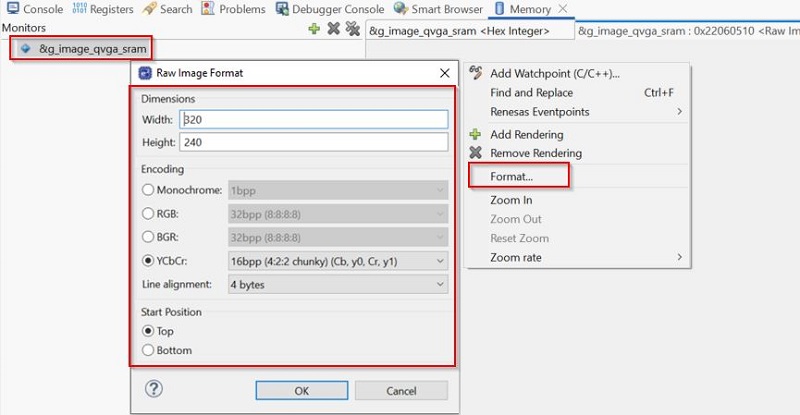 Console Registers Search Problems Debugger Console Smart Browser Memory
Monitors
&g_image_qvga_sram <Hex Integer>
&g_image_qvga_sram : 0x22060510 <Raw Im
&g_image_qvga_sram
Raw Image Format
Dimensions
Width: 320
Height: 240
Encoding
Monochrome: 1bpp
RGB: 32bpp (8:8:8:8)
BGR: 32bpp (8:8:8:8)
YCbCr: 16bpp (4:2:2 chunky) (Cb, y0, Cr, y1)
Line alignment: 4 bytes
Start Position
Top
Bottom
OK Cancel
Add Watchpoint (C/C++)...
Find and Replace Ctrl+F
Renesas Eventpoints
Add Rendering
Remove Rendering
Format...
Zoom In
Zoom Out
Reset Zoom
Zoom rate